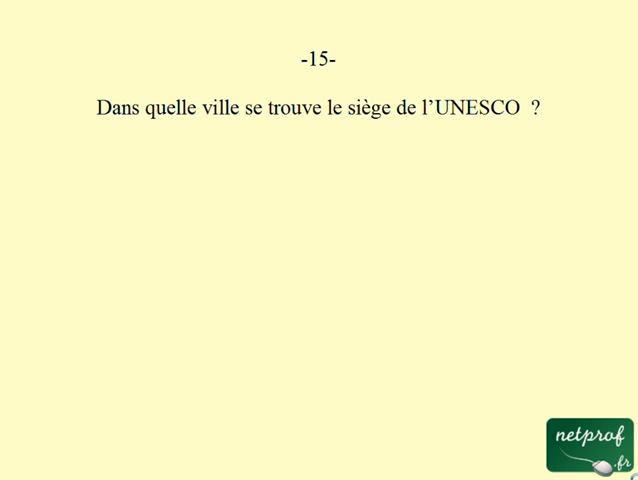 -15-
Dans quelle ville se trouve le siège de l’UNESCO ?
netprof
.fr